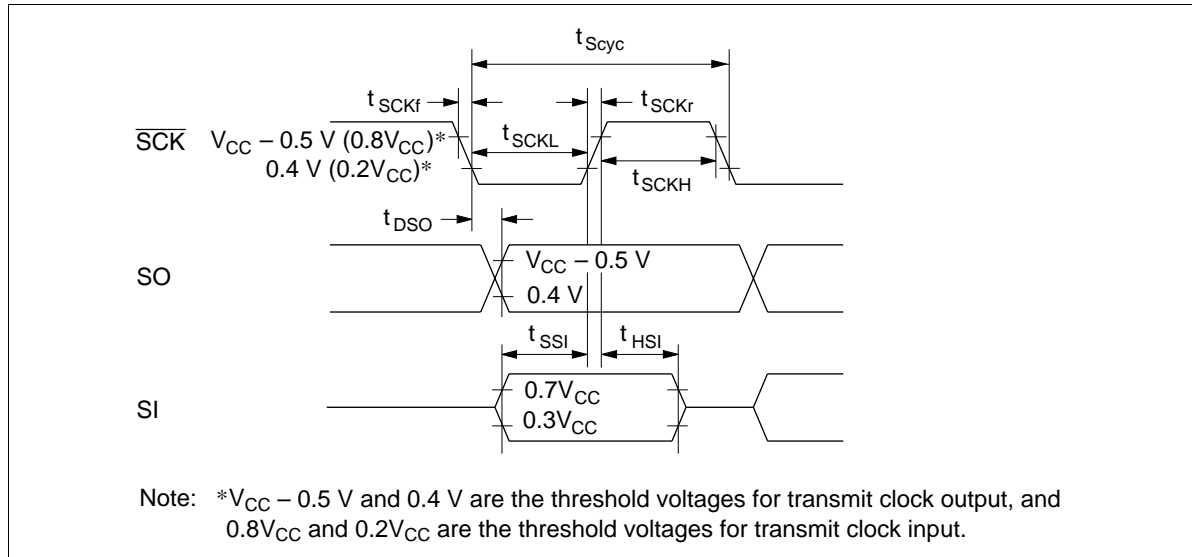 tScyc
tSCKf
tSCKr
SCK VCC – 0.5 V (0.8VCC)*
tSCKL
0.4 V (0.2VCC)*
tSCKH
tDSO
SO
VCC – 0.5 V
0.4 V
tSSI
tHSI
SI
0.7VCC
0.3VCC
Note: *VCC – 0.5 V and 0.4 V are the threshold voltages for transmit clock output, and
0.8VCC and 0.2VCC are the threshold voltages for transmit clock input.